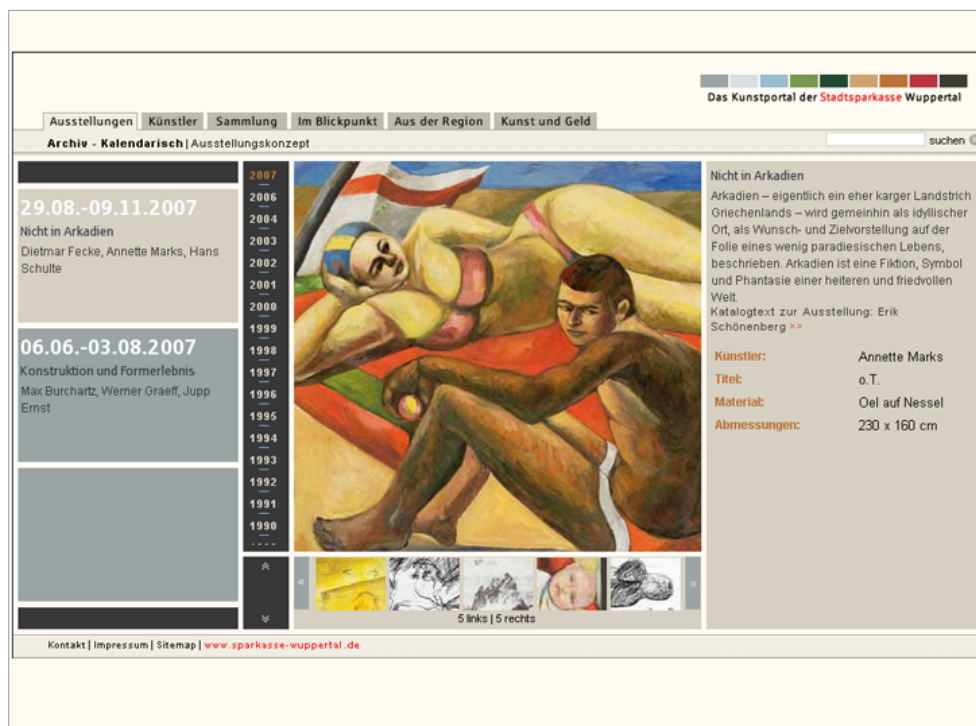 Das Kunstportal der Stadtsparkasse Wuppertal
Ausstellungen Künstler Sammlung Im Blickpunkt Aus der Region Kunst und Geld
Archiv - Kalendarisch | Ausstellungskonzept
suchen
29.08.-09.11.2007
Nicht in Arkadien
Dietmar Fecke, Annette Marks, Hans
Schulte
06.06.-03.08.2007
Konstruktion und Formerlebnis
Max Burchartz, Werner Graeff, Jupp
Ernst
2007
2006
2004
2003
2002
2001
2000
1999
1998
1997
1996
1995
1994
1993
1992
1991
1990
Nicht in Arkadien
Arkadien – eigentlich ein eher karger Landstrich
Griechenlands – wird gemeinhin als idyllischer
Ort, als Wunsch- und Zielvorstellung auf der
Folie eines wenig paradiesischen Lebens,
beschrieben. Arkadien ist eine Fiktion, Symbol
und Phantasie einer heiteren und friedvollen
Welt.
Katalogtext zur Ausstellung: Erik
Schönenberg >>
Künstler: Annette Marks
Titel: o.T.
Material: Oel auf Nessel
Abmessungen: 230 x 160 cm
« »
5 links | 5 rechts
Kontakt | Impressum | Sitemap | www.sparkasse-wuppertal.de